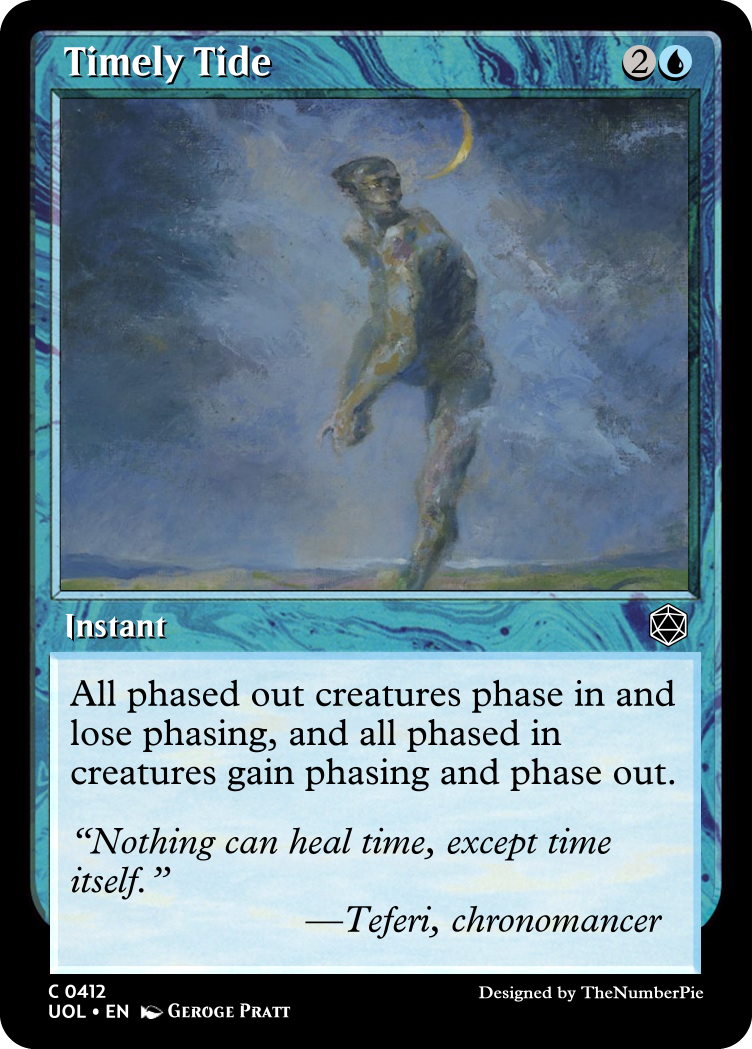 Timely Tide 2
Instant
All phased out creatures phase in and
lose phasing, and all phased in
creatures gain phasing and phase out.
“Nothing can heal time, except time
itself.”
—Teferi, chronomancer
C 0412
UOL • EN GEROGE PRATT
Designed by TheNumberPie